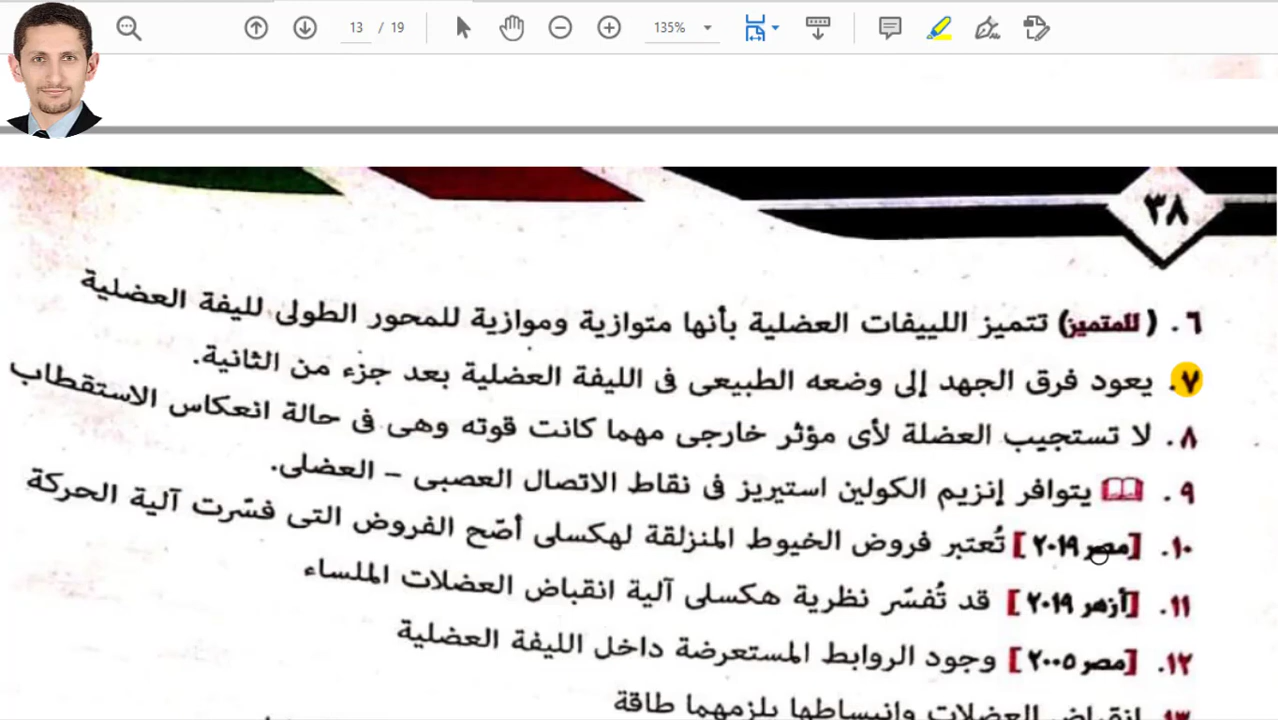 13 / 19
135%
٣٨
٦. (للمتميز) تتميز اللييفات العضلية بأنها متوازية وموازية للمحور الطولى لليفة العضلية
٧. يعود فرق الجهد إلى وضعه الطبيعى فى الليفة العضلية بعد جزء من الثانية.
٨. لا تستجيب العضلة لأى مؤثر خارجى مهما كانت قوته وهى فى حالة انعكاس الاستقطاب
٩. يتوافر إنزيم الكولين استيريز فى نقاط الاتصال العصبى – العضلى.
١٠. [مصر ٢٠١٩] تُعتبر فروض الخيوط المنزلقة لهكسلى أصّح الفروض التى فسّرت آلية الحركة
١١. [أزهر ٢٠١٩] قد تُفسّر نظرية هكسلى آلية انقباض العضلات الملساء
١٢. [مصر ٢٠٠٥] وجود الروابط المستعرضة داخل الليفة العضلية
١٣. انقباض العضلات وانبساطها يلزمهما طاقة